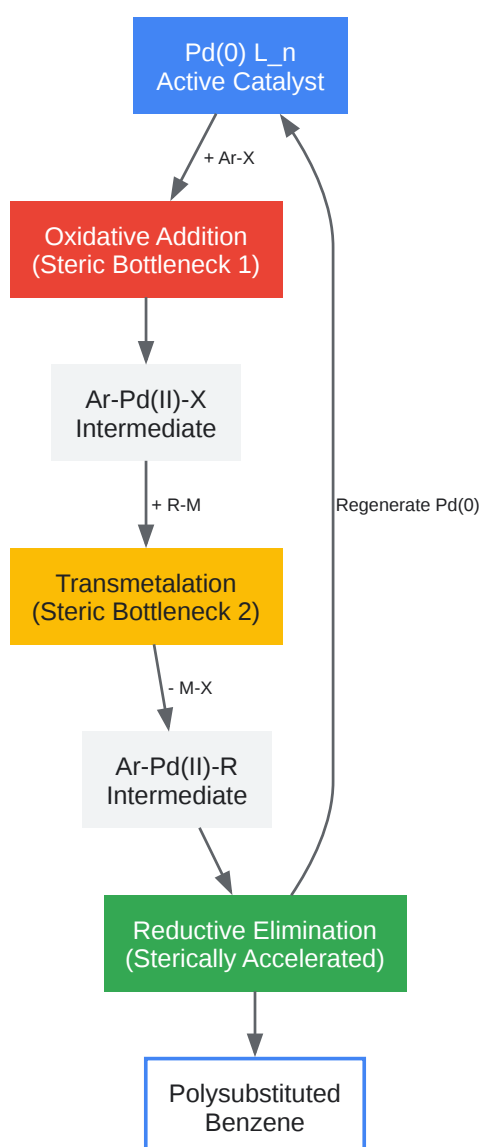 Pd(0) L_n
Active Catalyst
+ Ar-X
Oxidative Addition
(Steric Bottleneck 1)
Ar-Pd(II)-X
Intermediate
+ R-M
Regenerate Pd(0)
Transmetalation
(Steric Bottleneck 2)
- M-X
Ar-Pd(II)-R
Intermediate
Reductive Elimination
(Sterically Accelerated)
Polysubstituted
Benzene